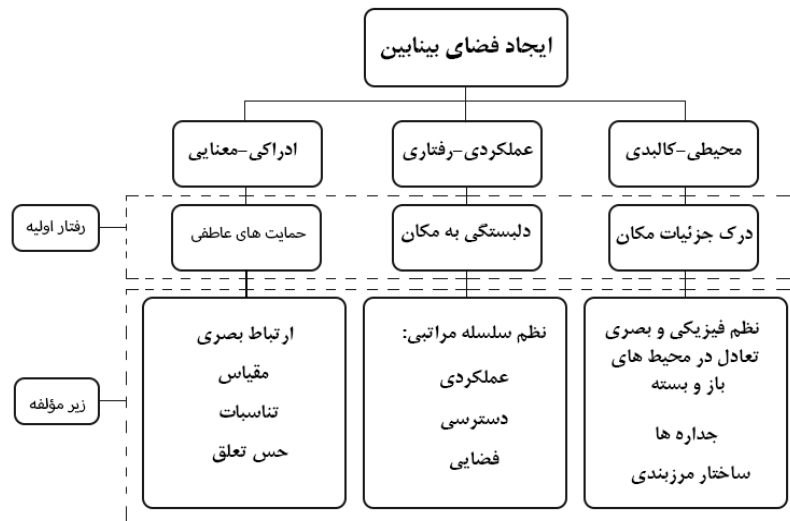 ایجاد فضای بینابین
محیطی-کالبدی
عملکردی-رفتاری
ادراکی-معنایی
درک جزئیات مکان
دلبستگی به مکان
حمایت های عاطفی
رفتار اولیه
نظم فیزیکی و بصری
تعادل در محیط های
باز و بسته
جداره ها
ساختار مرزبندی
نظم سلسله مراتبی:
عملکردی
دسترسی
فضایی
ارتباط بصری
مقیاس
تناسبات
حس تعلق
زیر مؤلفه